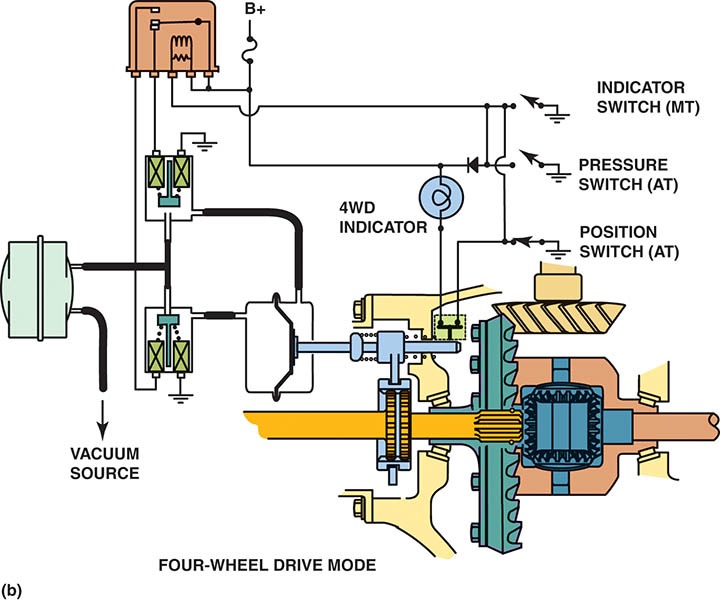 B+
INDICATOR
SWITCH (MT)
PRESSURE
SWITCH (AT)
4WD
INDICATOR
POSITION
SWITCH (AT)
VACUUM
SOURCE
FOUR-WHEEL DRIVE MODE
(b)